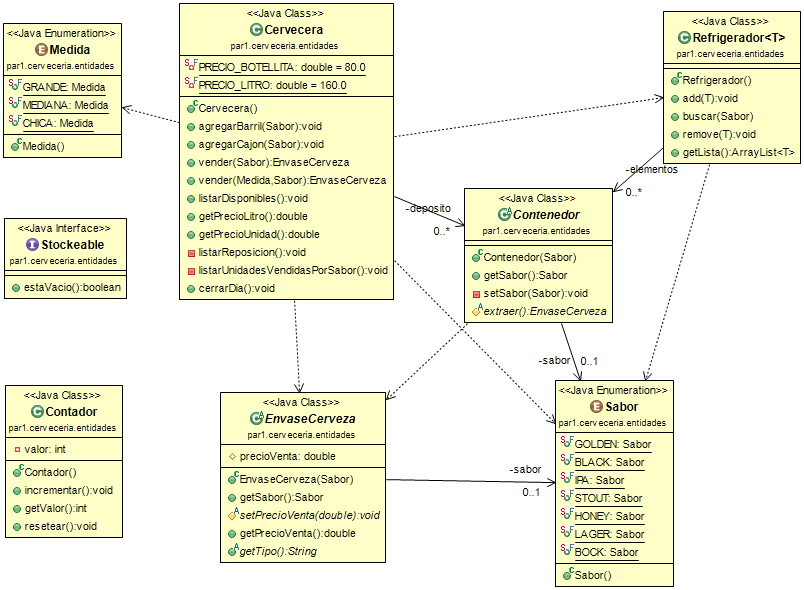 <<Java Enumeration>>
Medida
par1.cerveceria.entidades
GRANDE: Medida
MEDIANA: Medida
CHICA: Medida
Medida()
<<Java Class>>
Cervecera
par1.cerveceria.entidades
PRECIO_BOTELLITA: double = 80.0
PRECIO_LITRO: double = 160.0
Cervecera()
agregarBarril(Sabor):void
agregarCajon(Sabor):void
vender(Sabor):EnvaseCerveza
vender(Medida,Sabor):EnvaseCerveza
listarDisponibles():void
getPrecioLitro():double
getPrecioUnidad():double
listarReposicion():void
listarUnidadesVendidasPorSabor():void
cerrarDia():void
<<Java Class>>
Refrigerador<T>
par1.cerveceria.entidades
Refrigerador()
add(T):void
buscar(Sabor)
remove(T):void
getLista():ArrayList<T>
-elementos
0..*
-deposito
0..*
<<Java Class>>
Contenedor
par1.cerveceria.entidades
Contenedor(Sabor)
getSabor():Sabor
setSabor(Sabor):void
extraer():EnvaseCerveza
<<Java Interface>>
Stockeable
par1.cerveceria.entidades
estaVacio():boolean
-sabor
0..1
<<Java Class>>
Contador
par1.cerveceria.entidades
valor: int
Contador()
incrementar():void
getValor():int
resetear():void
<<Java Class>>
EnvaseCerveza
par1.cerveceria.entidades
precioVenta: double
EnvaseCerveza(Sabor)
getSabor():Sabor
setPrecioVenta(double):void
getPrecioVenta():double
getTipo():String
-sabor
0..1
<<Java Enumeration>>
Sabor
par1.cerveceria.entidades
GOLDEN: Sabor
BLACK: Sabor
IPA: Sabor
STOUT: Sabor
HONEY: Sabor
LAGER: Sabor
BOCK: Sabor
Sabor()